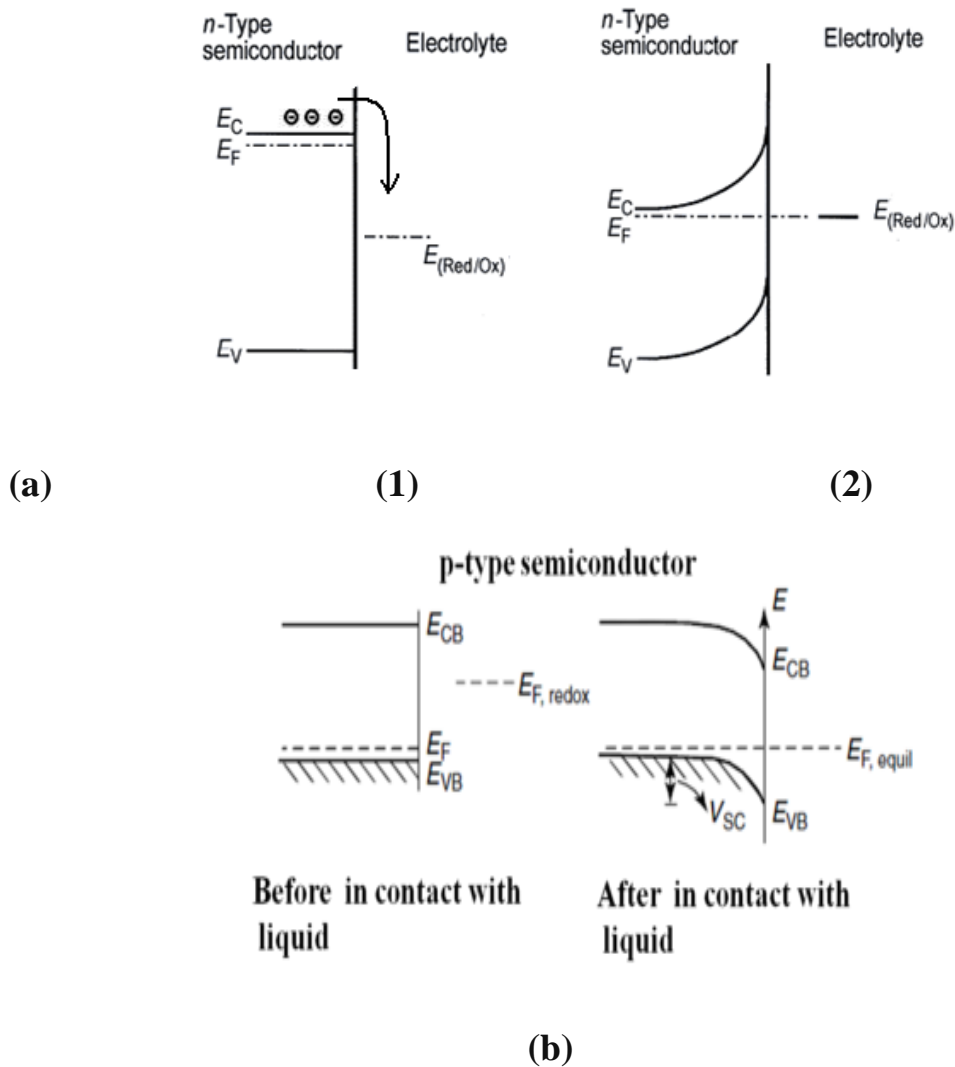 n-Type
semiconductor
Electrolyte
E_C
E_F
E_(Red/Ox)
E_V
n-Type
semiconductor
Electrolyte
E_C
E_F
E_(Red/Ox)
E_V
(a)
(1)
(2)
p-type semiconductor
E_CB
E_F, redox
E_F
E_VB
E
E_CB
E_F, equil
V_SC
E_VB
Before in contact with
liquid
After in contact with
liquid
(b)